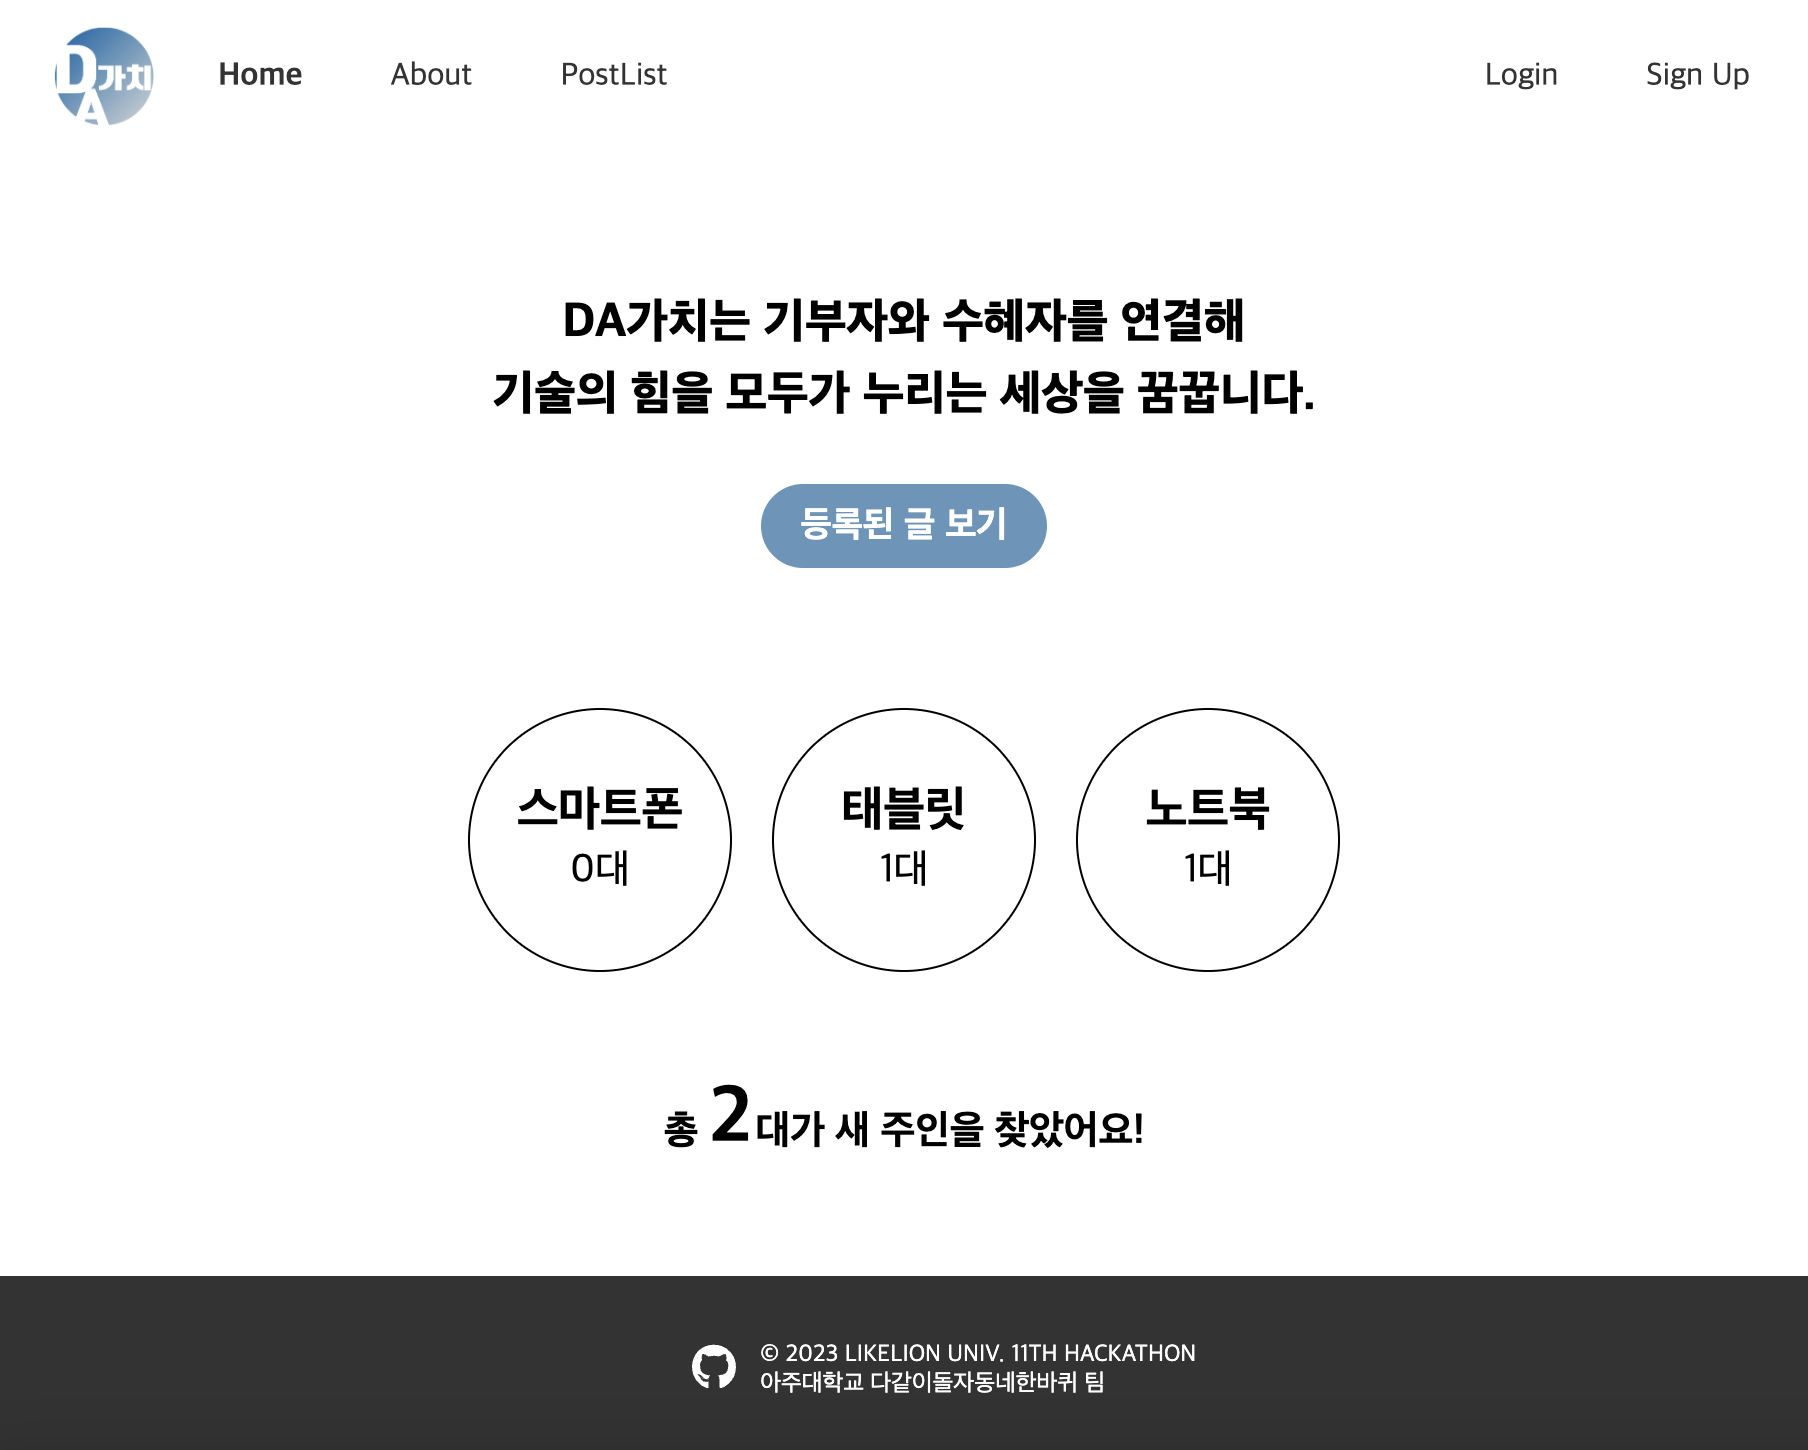 DA가치
Home About PostList Login Sign Up
DA가치는 기부자와 수혜자를 연결해
기술의 힘을 모두가 누리는 세상을 꿈꿉니다.
등록된 글 보기
스마트폰
0대
태블릿
1대
노트북
1대
총 2대가 새 주인을 찾았어요!
© 2023 LIKELION UNIV. 11TH HACKATHON
아주대학교 다같이돌자동네한바퀴 팀